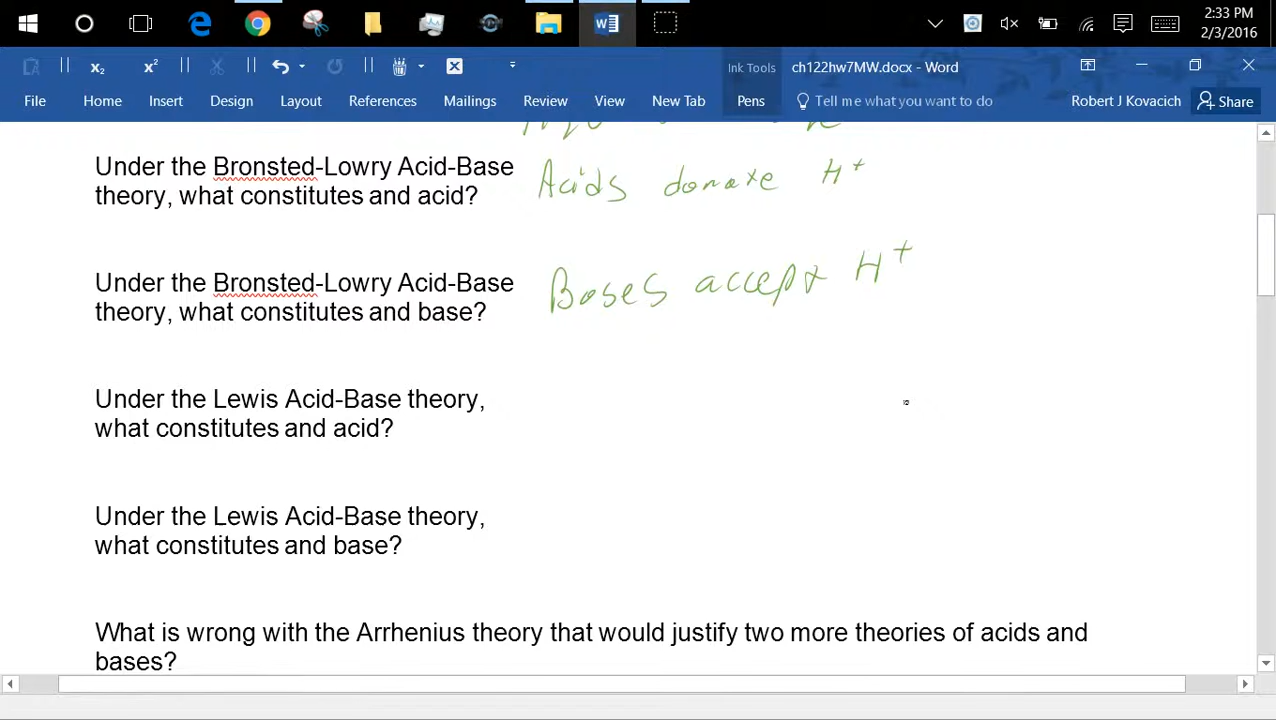 2:33 PM
2/3/2016
x₂ x²
Ink Tools
ch122hw7MW.docx - Word
File Home Insert Design Layout References Mailings Review View New Tab Pens Tell me what you want to do Robert J Kovacich Share
Under the Bronsted-Lowry Acid-Base
theory, what constitutes and acid?
Acids donate H⁺
Under the Bronsted-Lowry Acid-Base
theory, what constitutes and base?
Bases accept H⁺
Under the Lewis Acid-Base theory,
what constitutes and acid?
Under the Lewis Acid-Base theory,
what constitutes and base?
What is wrong with the Arrhenius theory that would justify two more theories of acids and
bases?